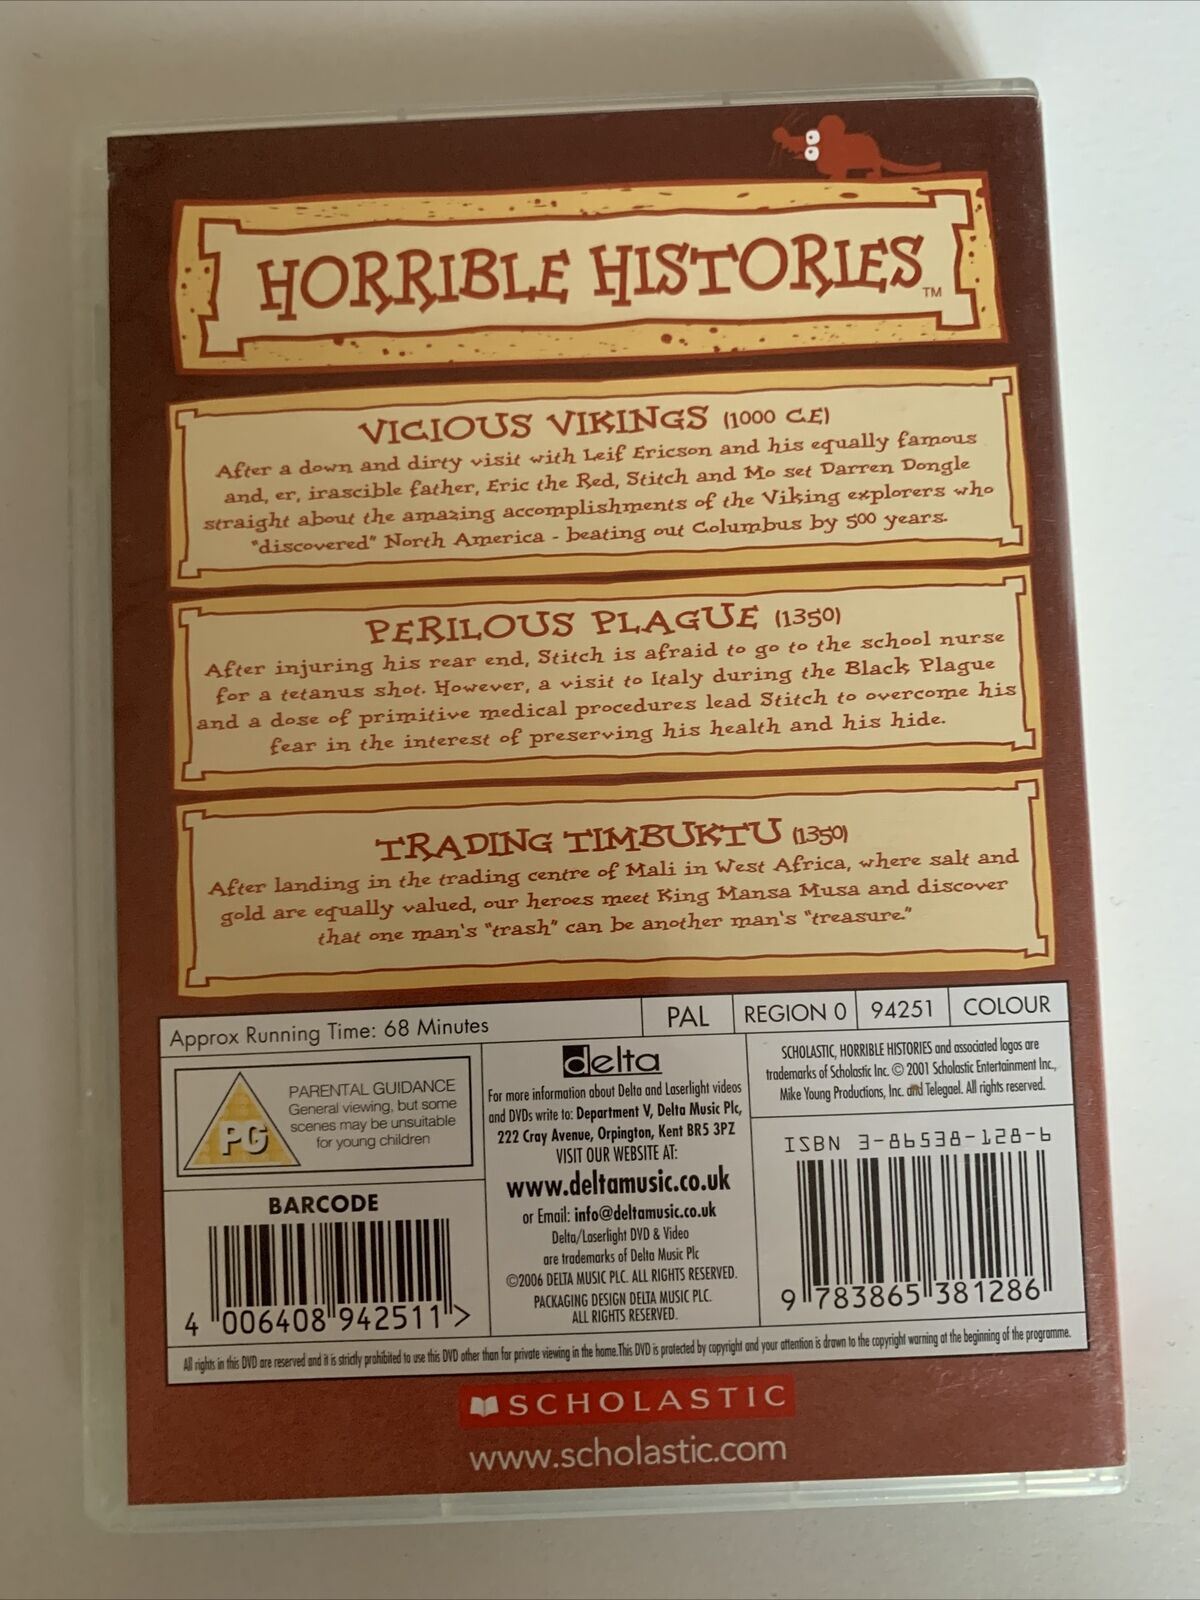 HORRIBLE HISTORIES™
VICIOUS VIKINGS (1000 C.E)
After a down and dirty visit with Leif Ericson and his equally famous
and, er, irascible father, Eric the Red, Stitch and Mo set Darren Dongle
straight about the amazing accomplishments of the Viking explorers who
"discovered" North America - beating out Columbus by 500 years.
PERILOUS PLAGUE (1350)
After injuring his rear end, Stitch is afraid to go to the school nurse
for a tetanus shot. However, a visit to Italy during the Black Plague
and a dose of primitive medical procedures lead Stitch to overcome his
fear in the interest of preserving his health and his hide.
TRADING TIMBUKTU (1350)
After landing in the trading centre of Mali in West Africa, where salt and
gold are equally valued, our heroes meet King Mansa Musa and discover
that one man's "trash" can be another man's "treasure."
Approx Running Time: 68 Minutes
PAL
REGION 0
94251
COLOUR
PG
PARENTAL GUIDANCE
General viewing, but some
scenes may be unsuitable
for young children
BARCODE
4 006408 942511 >
delta
For more information about Delta and Laserlight videos
and DVDs write to: Department V, Delta Music Plc,
222 Cray Avenue, Orpington, Kent BR5 3PZ
VISIT OUR WEBSITE AT:
www.deltamusic.co.uk
or Email: info@deltamusic.co.uk
Delta/Laserlight DVD & Video
are trademarks of Delta Music Plc
©2006 DELTA MUSIC PLC. ALL RIGHTS RESERVED.
PACKAGING DESIGN DELTA MUSIC PLC.
ALL RIGHTS RESERVED.
SCHOLASTIC, HORRIBLE HISTORIES and associated logos are
trademarks of Scholastic Inc. © 2001 Scholastic Entertainment Inc.,
Mike Young Productions, Inc. and Telegael. All rights reserved.
ISBN 3-86538-128-6
9 783865 381286
All rights in this DVD are reserved and it is strictly prohibited to use this DVD other than for private viewing in the home. This DVD is protected by copyright and your attention is drawn to the copyright warning at the beginning of the programme.
SCHOLASTIC
www.scholastic.com